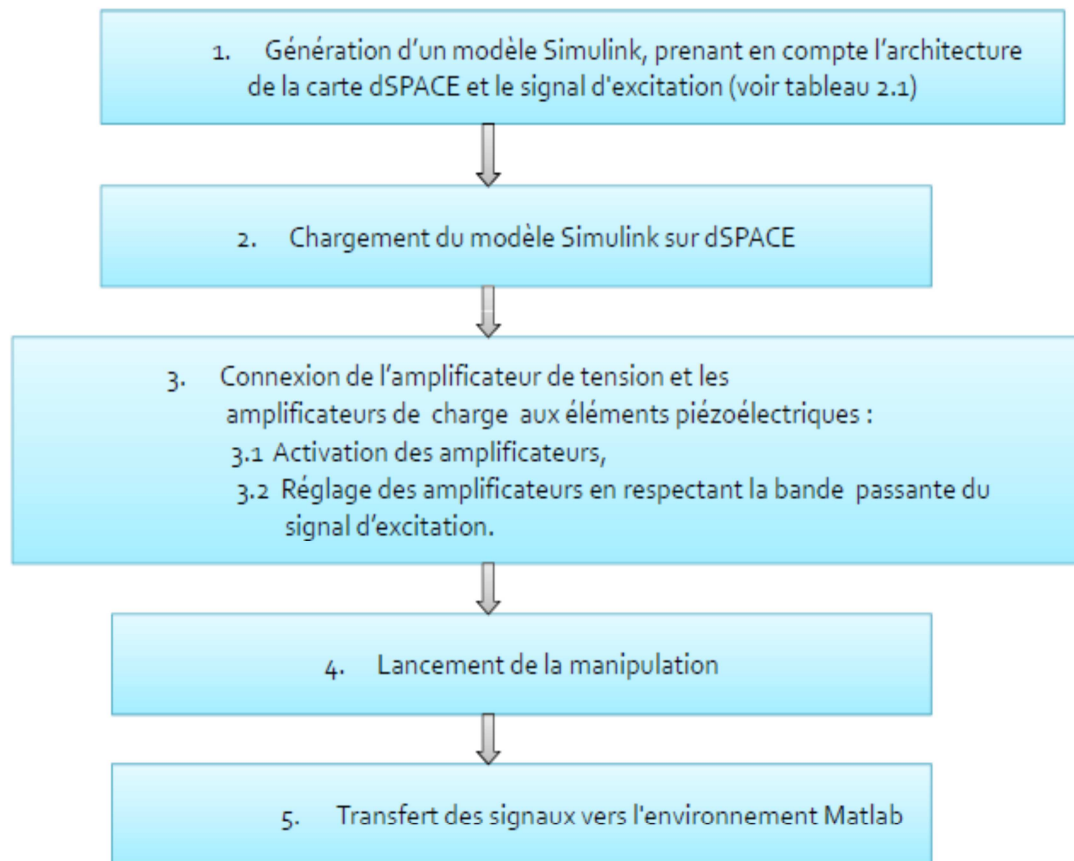 1. Génération d’un modèle Simulink, prenant en compte l’architecture
de la carte dSPACE et le signal d'excitation (voir tableau 2.1)
2. Chargement du modèle Simulink sur dSPACE
3. Connexion de l’amplificateur de tension et les
amplificateurs de charge aux éléments piézoélectriques :
3.1 Activation des amplificateurs,
3.2 Réglage des amplificateurs en respectant la bande passante du
signal d’excitation.
4. Lancement de la manipulation
5. Transfert des signaux vers l'environnement Matlab